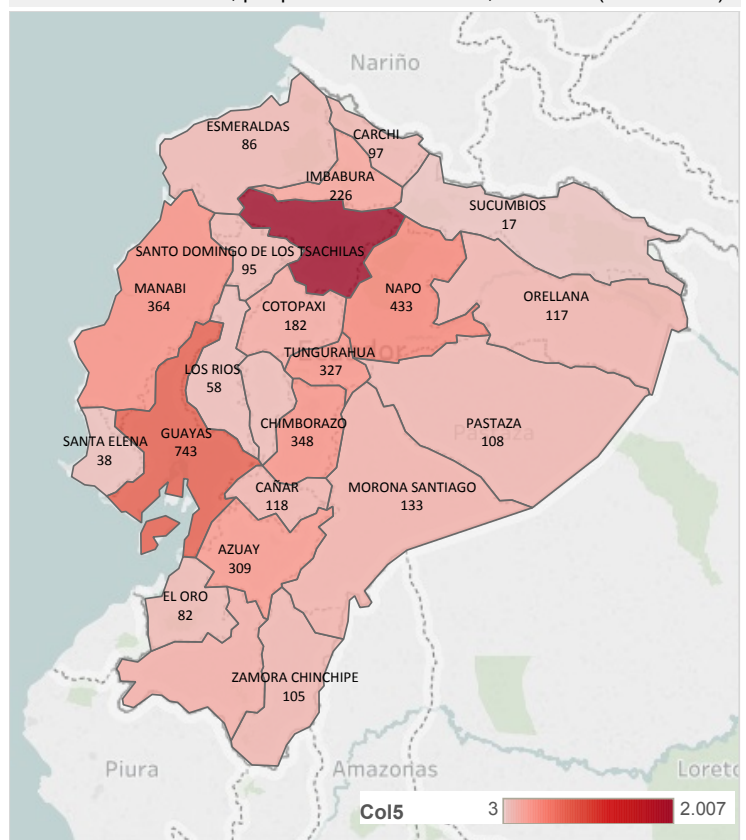 Nariño
ESMERALDAS
86
CARCHI
97
IMBABURA
226
SUCUMBIOS
17
SANTO DOMINGO DE LOS TSACHILAS
95
MANABI
364
NAPO
433
ORELLANA
117
COTOPAXI
182
Ecuador
TUNGURAHUA
327
LOS RIOS
58
SANTA ELENA
38
GUAYAS
743
CHIMBORAZO
348
PASTAZA
108
Pastaza
CAÑAR
118
MORONA SANTIAGO
133
AZUAY
309
EL ORO
82
ZAMORA CHINCHIPE
105
Piura
Amazonas
Loreto
Col5
3
2.007